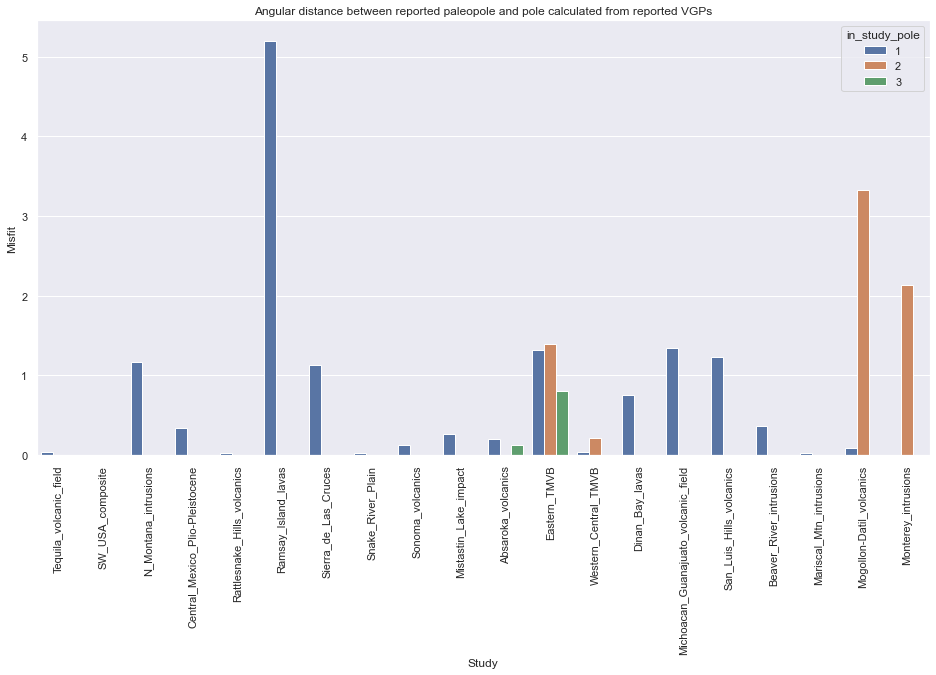 Angular distance between reported paleopole and pole calculated from reported VGPs
in_study_pole
1
2
3
5
4
3
2
1
0
Misfit
Tequila_volcanic_field
SW_USA_composite
N_Montana_intrusions
Central_Mexico_Plio-Pleistocene
Rattlesnake_Hills_volcanics
Ramsay_Island_lavas
Sierra_de_Las_Cruces
Snake_River_Plain
Sonoma_volcanics
Mistastin_Lake_impact
Absaroka_volcanics
Eastern_TMVB
Western_Central_TMVB
Dinan_Bay_lavas
Michoacan_Guanajuato_volcanic_field
San_Luis_Hills_volcanics
Beaver_River_intrusions
Mariscal_Mtn_intrusions
Mogollon-Datil_volcanics
Monterey_intrusions
Study